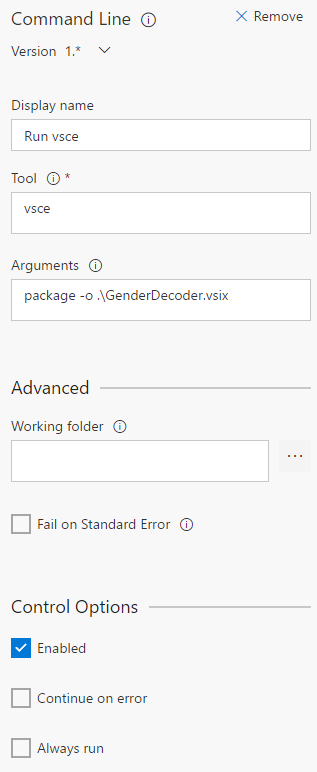 Command Line
Remove
Version 1.*
Display name
Run vsce
Tool *
vsce
Arguments
package -o .\GenderDecoder.vsix
Advanced
Working folder
...
Fail on Standard Error
Control Options
Enabled
Continue on error
Always run